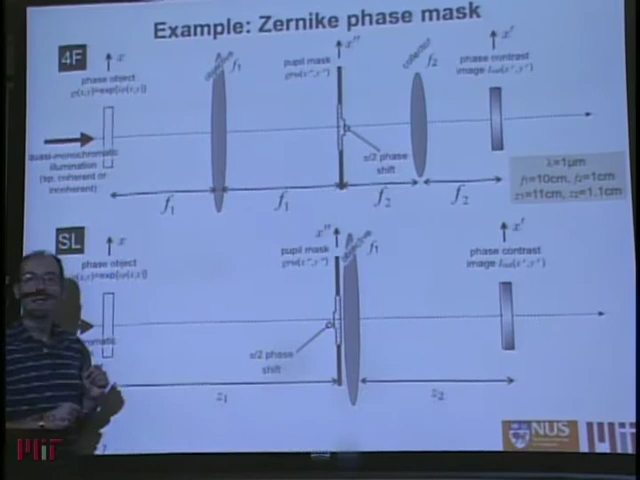 Example: Zernike phase mask
4F
x
phase object
f₁
pupil mask
x''
f₂
x'
phase contrast
quasi-monochromatic
illumination
(sp. coherent or
incoherent)
π/2 phase
shift
λ=1μm
f₁=10cm, f₂=1cm
z₁=11cm, z₂=1.1cm
f₁
f₁
f₂
f₂
SL
x
phase object
x''
pupil mask
f₁
x'
phase contrast
π/2 phase
shift
z₁
z₂
NUS
MIT